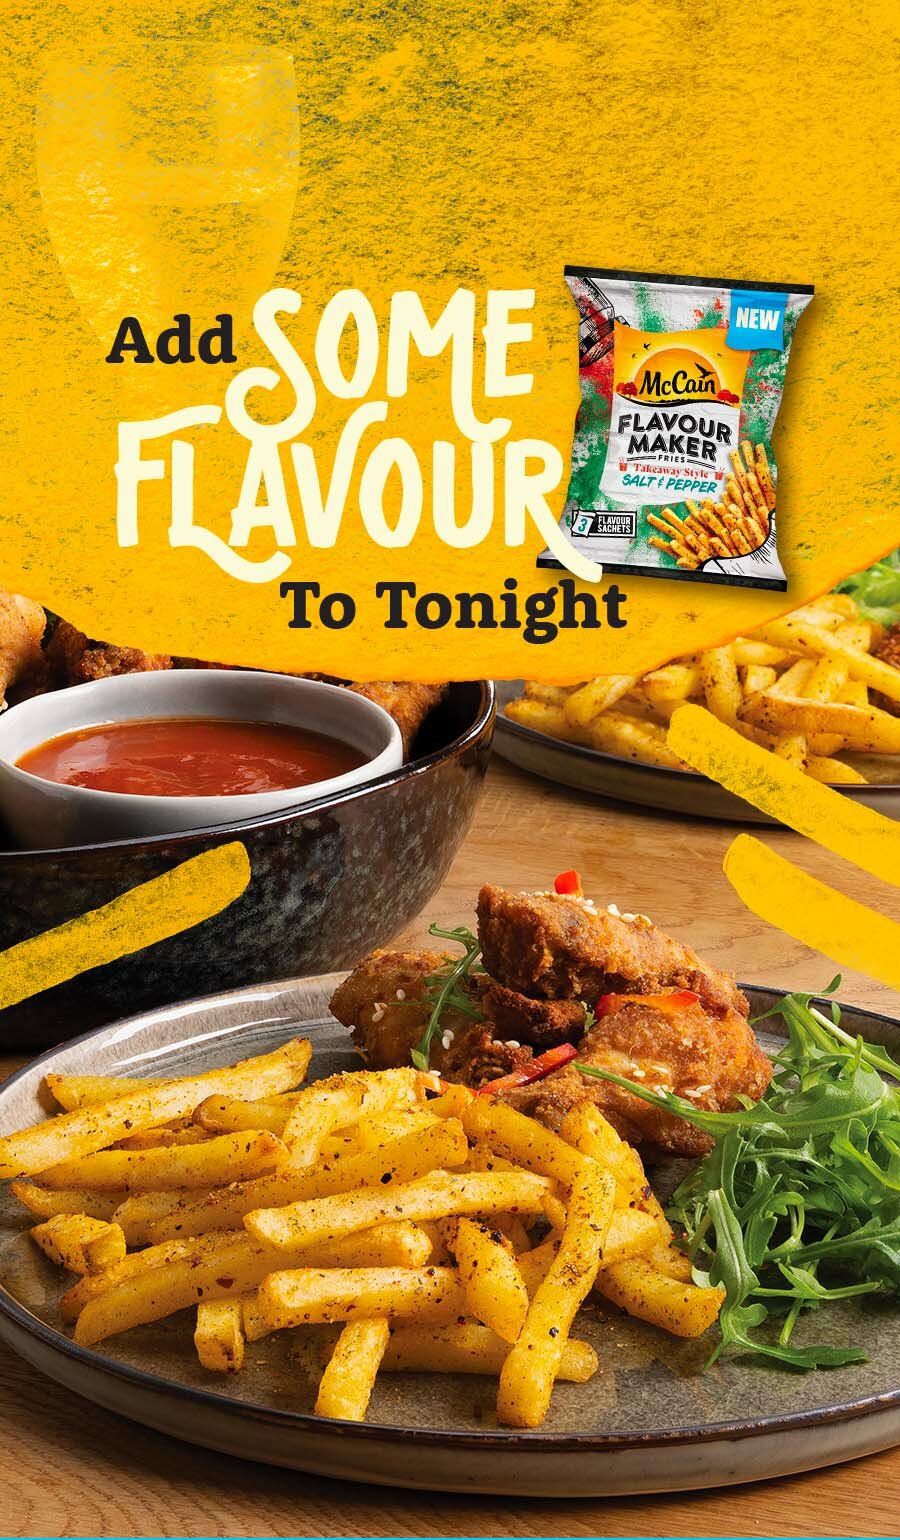 Add SOME
FLAVOUR
To Tonight
NEW
McCain
FLAVOUR
MAKER
FRIES
Takeaway Style
SALT & PEPPER
3 FLAVOUR
SACHETS